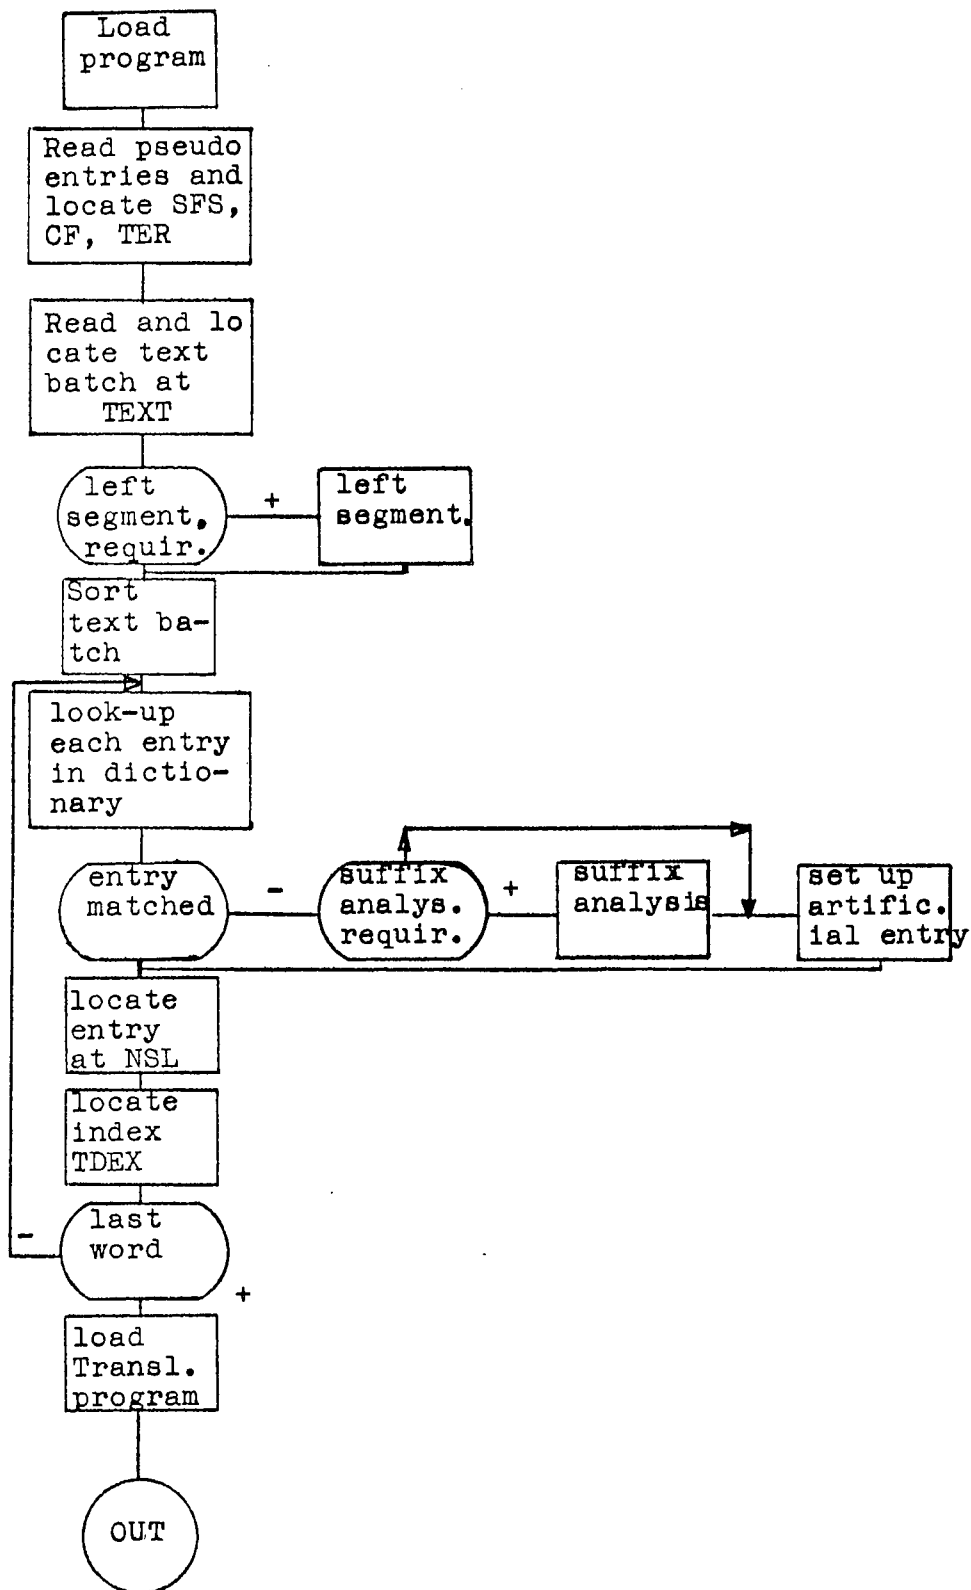 Load
program
Read pseudo
entries and
locate SFS,
CF, TER
Read and lo
cate text
batch at
TEXT
left
segment.
requir.
+
left
segment.
Sort
text ba-
tch
look-up
each entry
in dictio-
nary
entry
matched
-
suffix
analys.
requir.
+
suffix
analysis
set up
artific.
ial entry
locate
entry
at NSL
locate
index
TDEX
last
word
-
+
load
Transl.
program
OUT